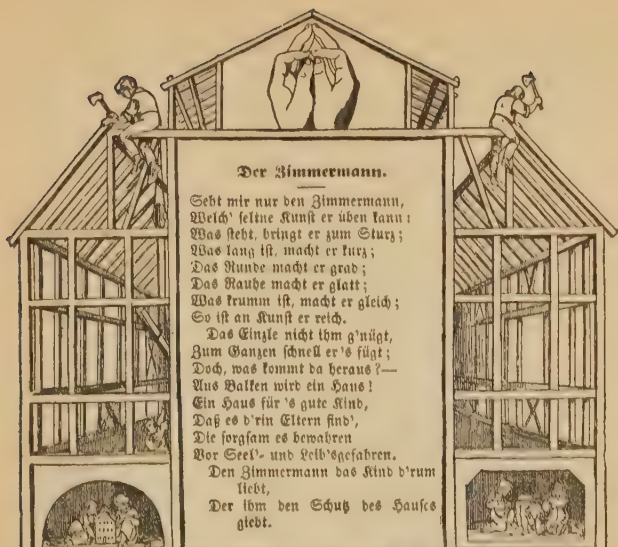 Der Zimmermann.
Seht mir nur den Zimmermann,
Welch' seltne Kunst er üben kann:
Was steht, bringt er zum Sturz;
Was lang ist, macht er kurz;
Das Runde macht er grad;
Das Rauhe macht er glatt;
Was krumm ist, macht er gleich;
So ist an Kunst er reich.
Das Einzle nicht ihm g'nügt,
Zum Ganzen schnell er's fügt;
Doch, was kommt da heraus?—
Aus Balken wird ein Haus!
Ein Haus für 's gute Kind,
Daß es d'rin Eltern find',
Die sorgsam es bewahren
Vor Seel'- und Leib'sgefahren.
Den Zimmermann das Kind d'rum
liebt,
Der ihm den Schutz des Hauses
giebt.